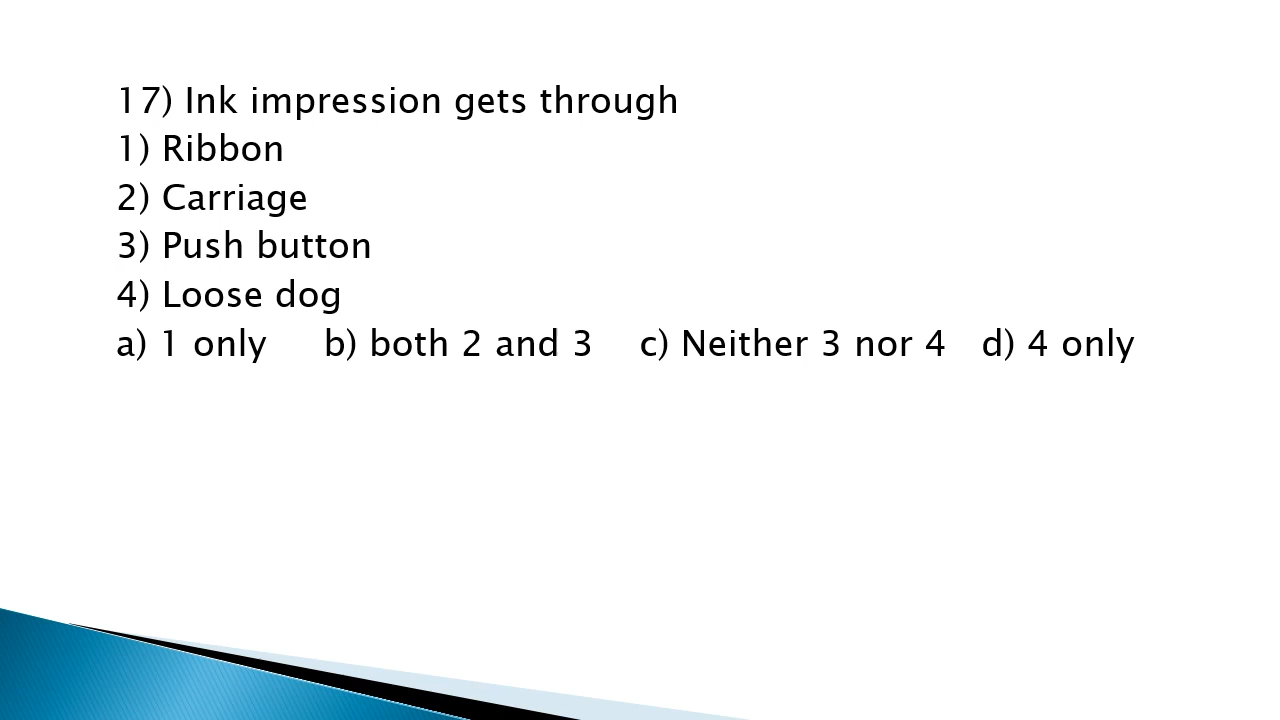 17) Ink impression gets through
1) Ribbon
2) Carriage
3) Push button
4) Loose dog
a) 1 only b) both 2 and 3 c) Neither 3 nor 4 d) 4 only